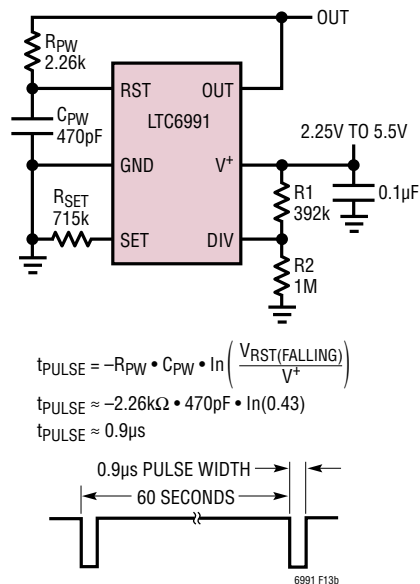 OUT
RPW
2.26k
CPW
470pF
RSET
715k
RST
OUT
LTC6991
GND
V+
SET
DIV
2.25V TO 5.5V
R1
392k
0.1µF
R2
1M
tPULSE = –RPW • CPW • ln(VRST(FALLING)/V+)
tPULSE ≈ –2.26kΩ • 470pF • ln(0.43)
tPULSE ≈ 0.9µs
0.9µs PULSE WIDTH
60 SECONDS
6991 F13b